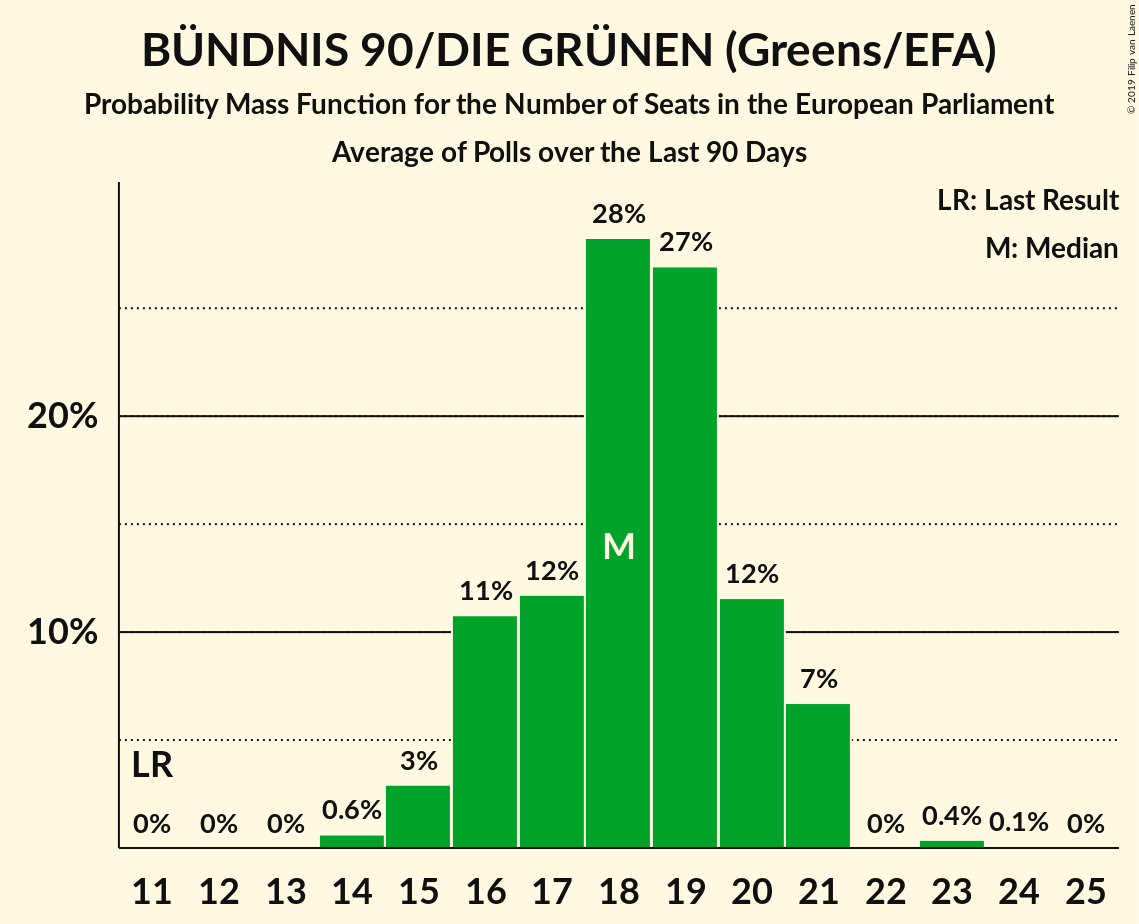 BÜNDNIS 90/DIE GRÜNEN (Greens/EFA)
Probability Mass Function for the Number of Seats in the European Parliament
Average of Polls over the Last 90 Days
© 2019 Filip van Laenen
LR: Last Result
M: Median
28%
27%
20%
M
12%
12%
11%
10%
7%
LR
3%
0% 0% 0% 0.6% 0% 0.4% 0.1% 0%
11 12 13 14 15 16 17 18 19 20 21 22 23 24 25